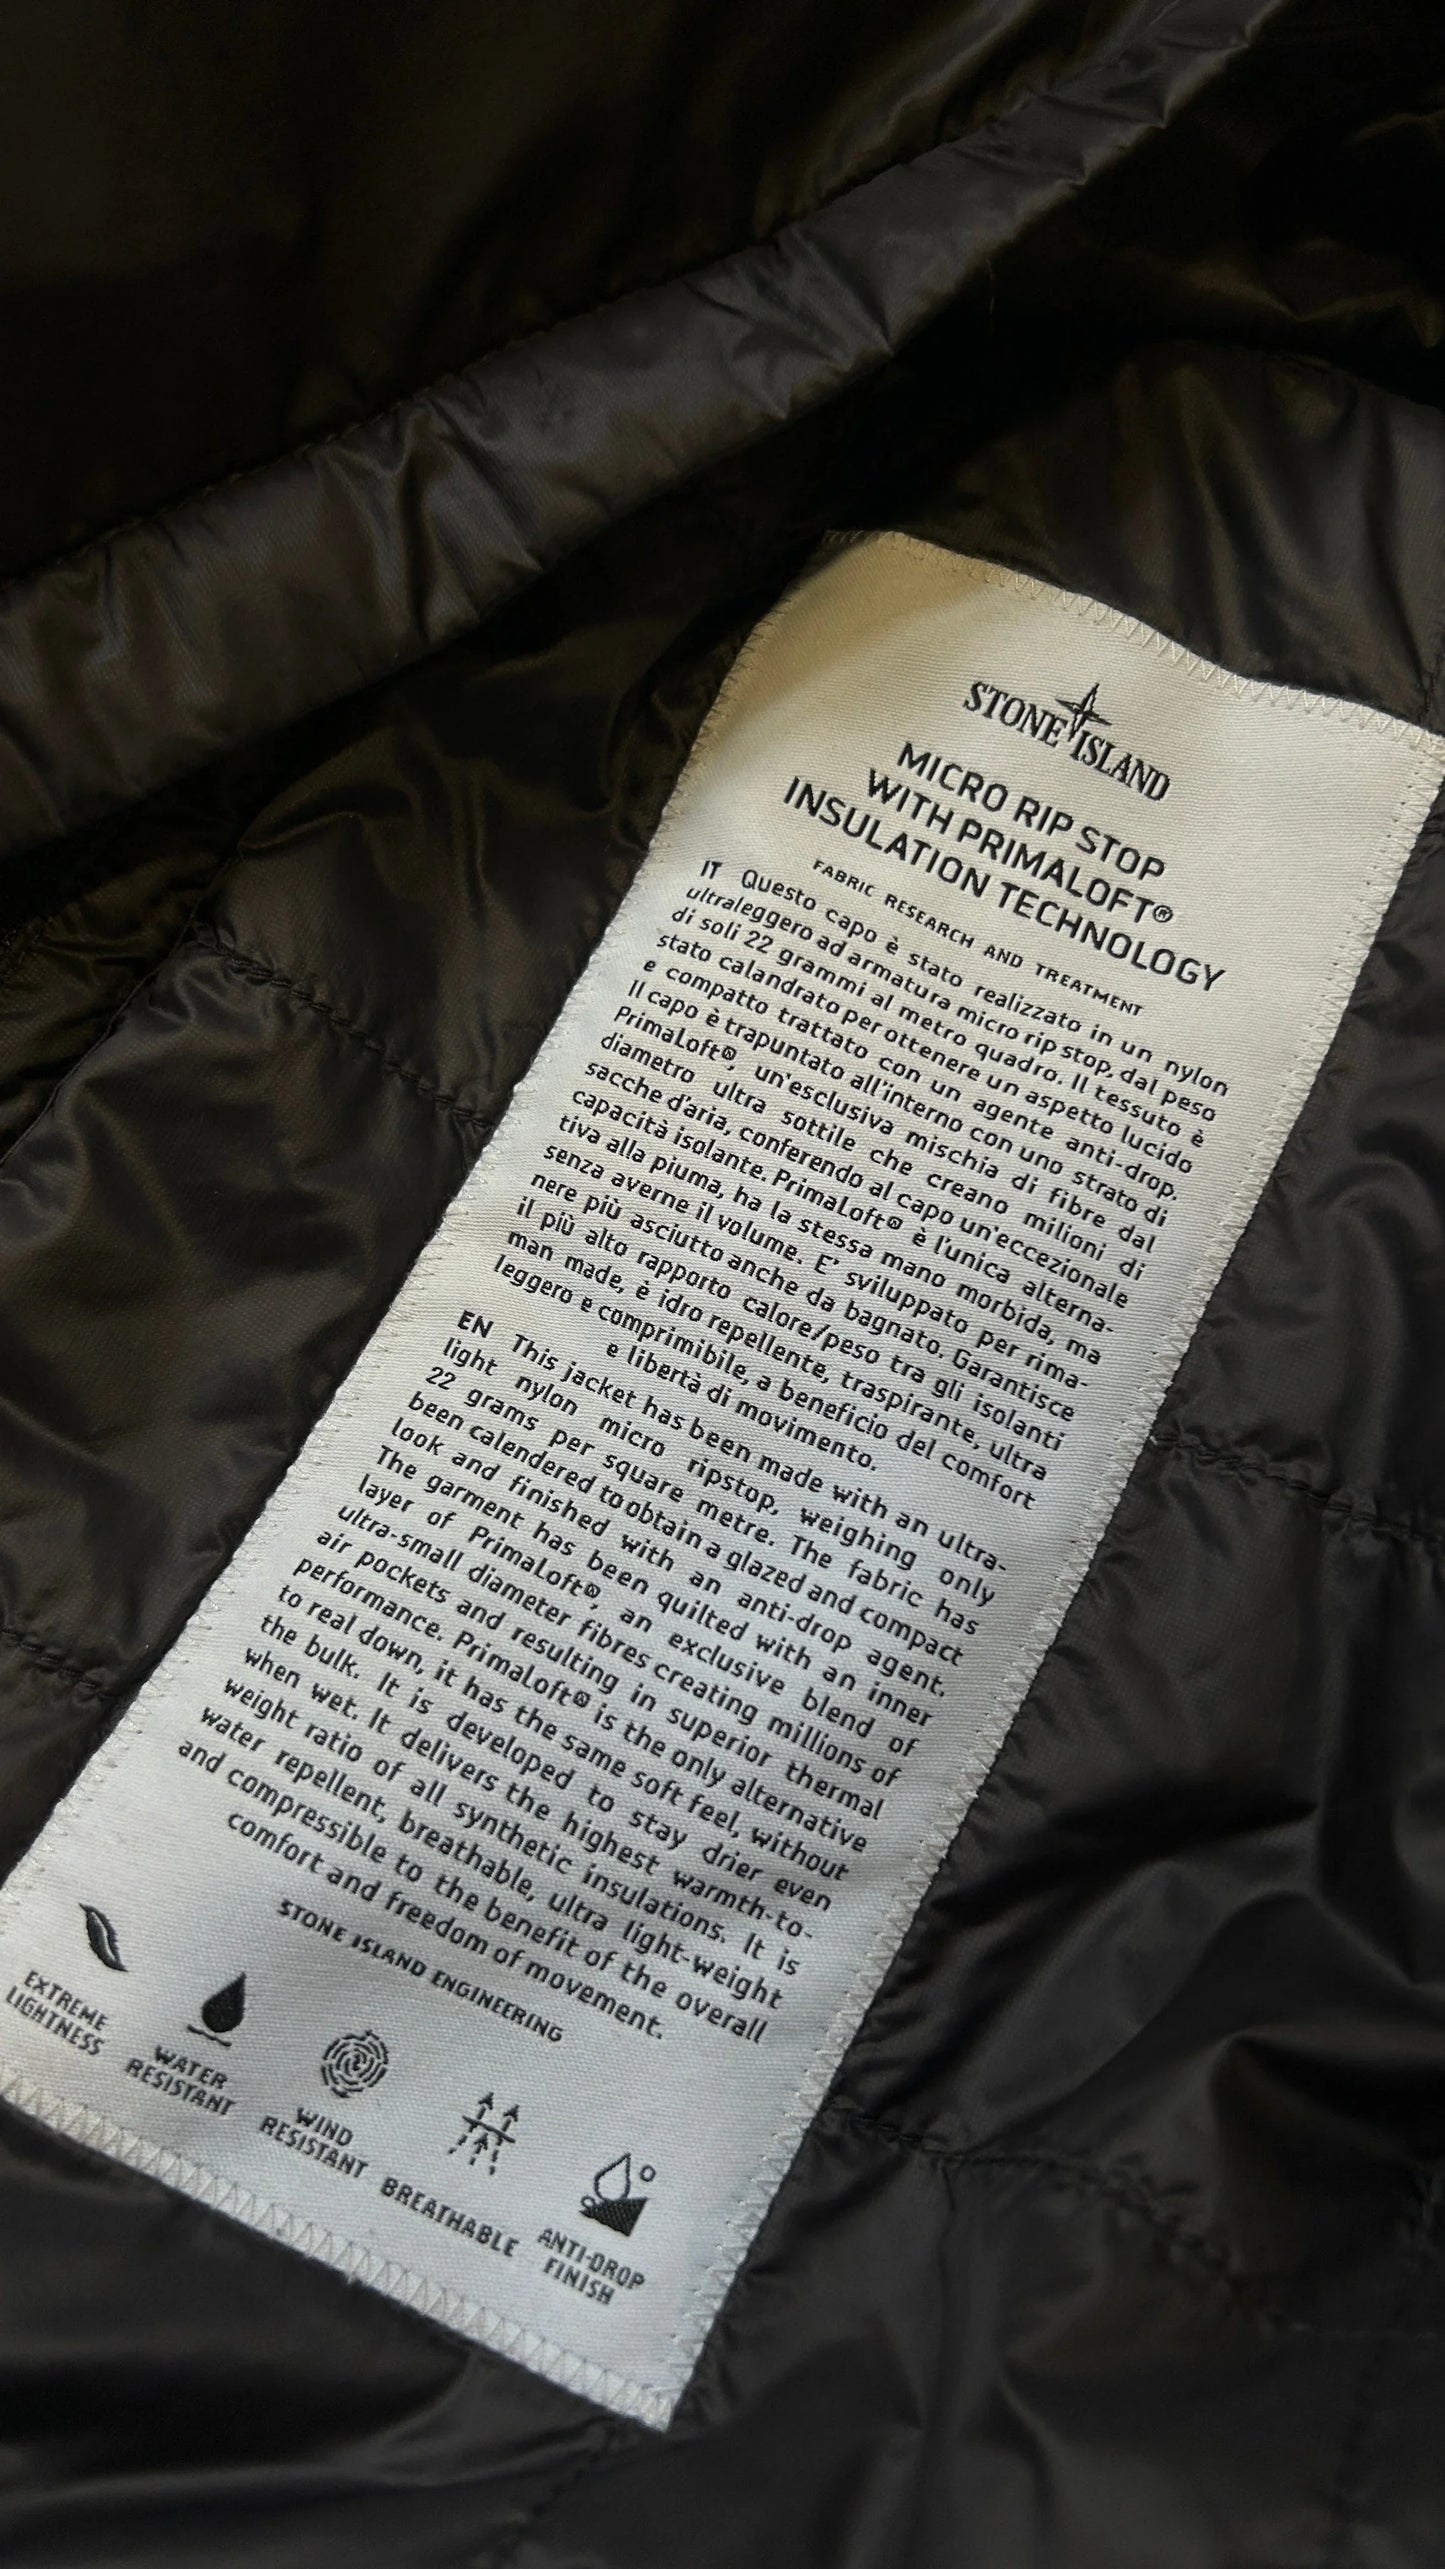 STONE ISLAND
MICRO RIP STOP
WITH PRIMALOFT®
INSULATION TECHNOLOGY
FABRIC RESEARCH AND TREATMENT
IT Questo capo è stato realizzato in un nylon
ultraleggero ad armatura micro rip stop, dal peso
di soli 22 grammi al metro quadro. Il tessuto è
stato calandrato per ottenere un aspetto lucido
e compatto trattato con un agente anti-drop.
Il capo è trapuntato all'interno con uno strato di
PrimaLoft®, un'esclusiva mischia di fibre dal
diametro ultra sottile che creano milioni di
sacche d'aria, conferendo al capo un'eccezionale
capacità isolante. PrimaLoft® è l'unica alterna-
tiva alla piuma, ha la stessa mano morbida, ma
senza averne il volume. E' sviluppato per rima-
nere più asciutto anche da bagnato. Garantisce
il più alto rapporto calore/peso tra gli isolanti
man made, è idro repellente, traspirante, ultra
leggero e comprimibile, a beneficio del comfort
e libertà di movimento.
EN This jacket has been made with an ultra-
light nylon micro ripstop, weighing only
22 grams per square metre. The fabric has
been calendered to obtain a glazed and compact
look and finished with an anti-drop agent.
The garment has been quilted with an inner
layer of PrimaLoft®, an exclusive blend of
ultra-small diameter fibres creating millions of
air pockets and resulting in superior thermal
performance. PrimaLoft® is the only alternative
to real down, it has the same soft feel, without
the bulk. It is developed to stay drier even
when wet. It delivers the highest warmth-to-
weight ratio of all synthetic insulations. It is
water repellent, breathable, ultra light-weight
and compressible to the benefit of the overall
comfort and freedom of movement.
STONE ISLAND ENGINEERING
EXTREME
LIGHTNESS
WATER
RESISTANT
WIND
RESISTANT
BREATHABLE
ANTI-DROP
FINISH